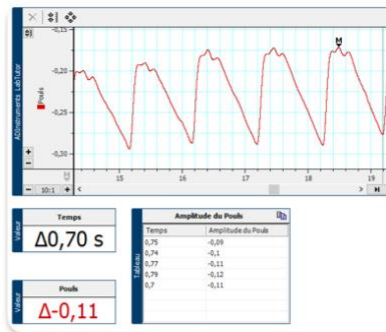 -0,15
ADInstruments LabTutor
Pouls
-0,20
-0,25
-0,30
M
15
16
17
18
19
10:1
Valeur
Temps
Δ0,70 s
Valeur
Pouls
Δ-0,11
Tableau
Amplitude du Pouls
Temps Amplitude du Pouls
0,75 -0,09
0,74 -0,1
0,77 -0,11
0,79 -0,12
0,7 -0,11